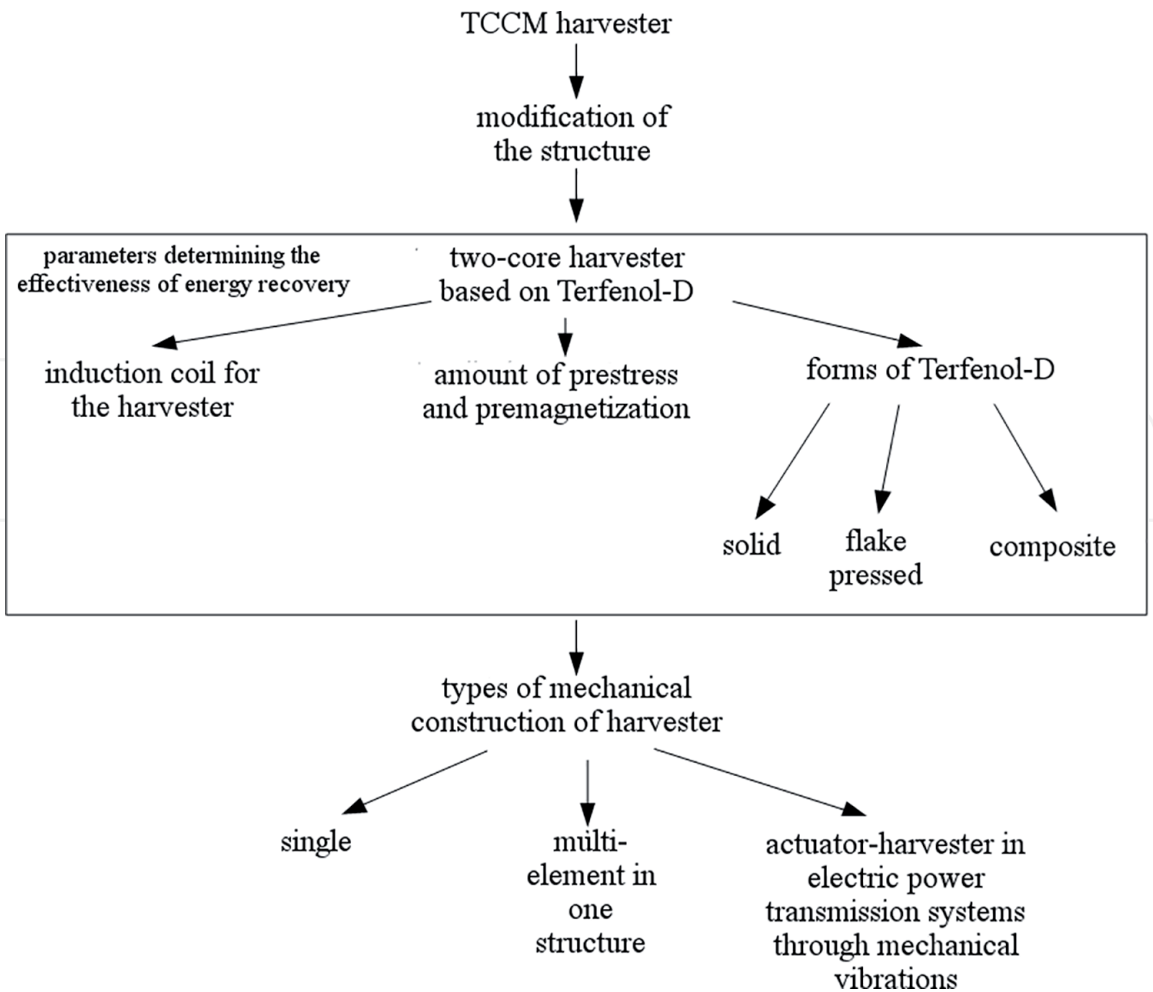 TCCM harvester
modification of
the structure
parameters determining the
effectiveness of energy recovery
two-core harvester
based on Terfenol-D
induction coil for
the harvester
amount of prestress
and premagnetization
forms of Terfenol-D
solid
flake
pressed
composite
types of mechanical
construction of harvester
single
multi-
element in
one
structure
actuator-harvester in
electric power
transmission systems
through mechanical
vibrations